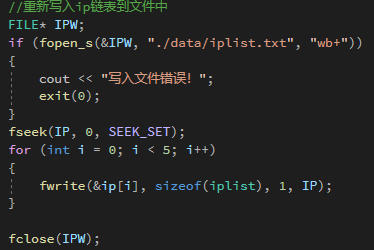 //重新写入ip链表到文件中
FILE* IPW;
if (fopen_s(&IPW, "./data/iplist.txt", "wb+"))
{
cout << "写入文件错误! ";
exit(0);
}
fseek(IP, 0, SEEK_SET);
for (int i = 0; i < 5; i++)
{
fwrite(&ip[i], sizeof(iplist), 1, IP);
}
fclose(IPW);